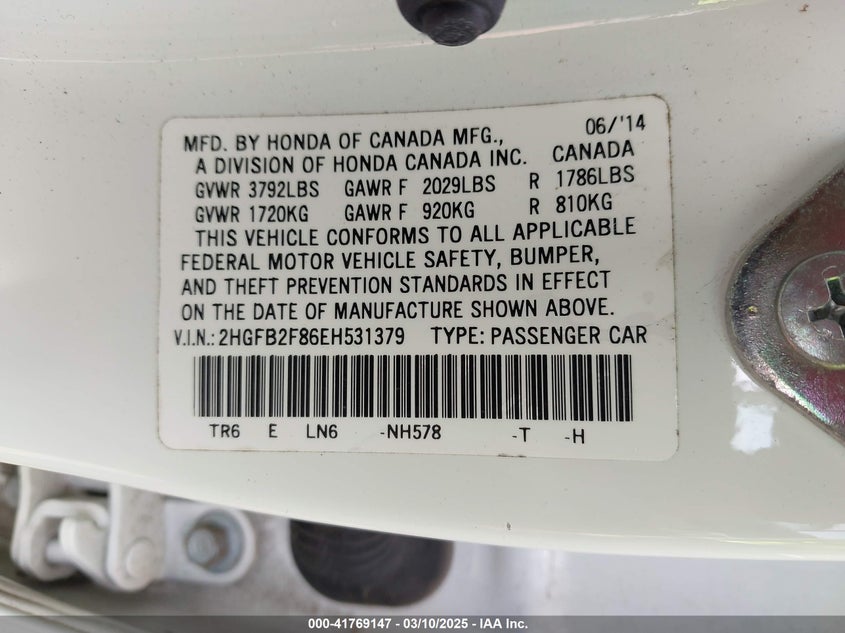 06/'14
MFD. BY HONDA OF CANADA MFG.,
A DIVISION OF HONDA CANADA INC. CANADA
GVWR 3792LBS GAWR F 2029LBS R 1786LBS
GVWR 1720KG GAWR F 920KG R 810KG
THIS VEHICLE CONFORMS TO ALL APPLICABLE
FEDERAL MOTOR VEHICLE SAFETY, BUMPER,
AND THEFT PREVENTION STANDARDS IN EFFECT
ON THE DATE OF MANUFACTURE SHOWN ABOVE.
V.I.N.: 2HGFB2F86EH531379 TYPE: PASSENGER CAR
TR6 E LN6 -NH578 -T -H
000-41769147 - 03/10/2025 - IAA Inc.